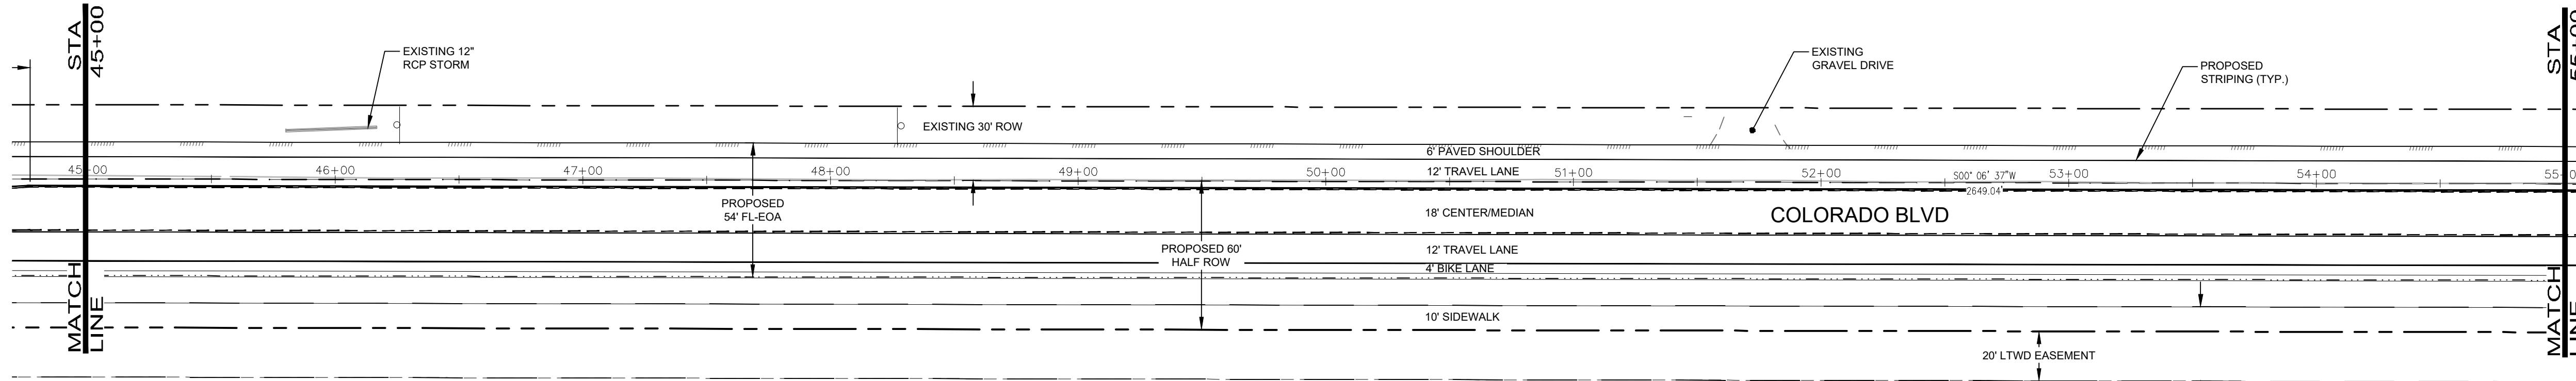 STA
45+00
EXISTING 12"
RCP STORM
EXISTING
GRAVEL DRIVE
PROPOSED
STRIPING (TYP.)
STA
EXISTING 30' ROW
6' PAVED SHOULDER
46+00
47+00
48+00
49+00
50+00
51+00
52+00
53+00
54+00
12' TRAVEL LANE
S00° 06' 37"W
2649.04'
PROPOSED
54' FL-EOA
18' CENTER/MEDIAN
COLORADO BLVD
PROPOSED 60'
HALF ROW
12' TRAVEL LANE
4' BIKE LANE
10' SIDEWALK
20' LTWD EASEMENT
MATCH
LINE
MATCH
LINE